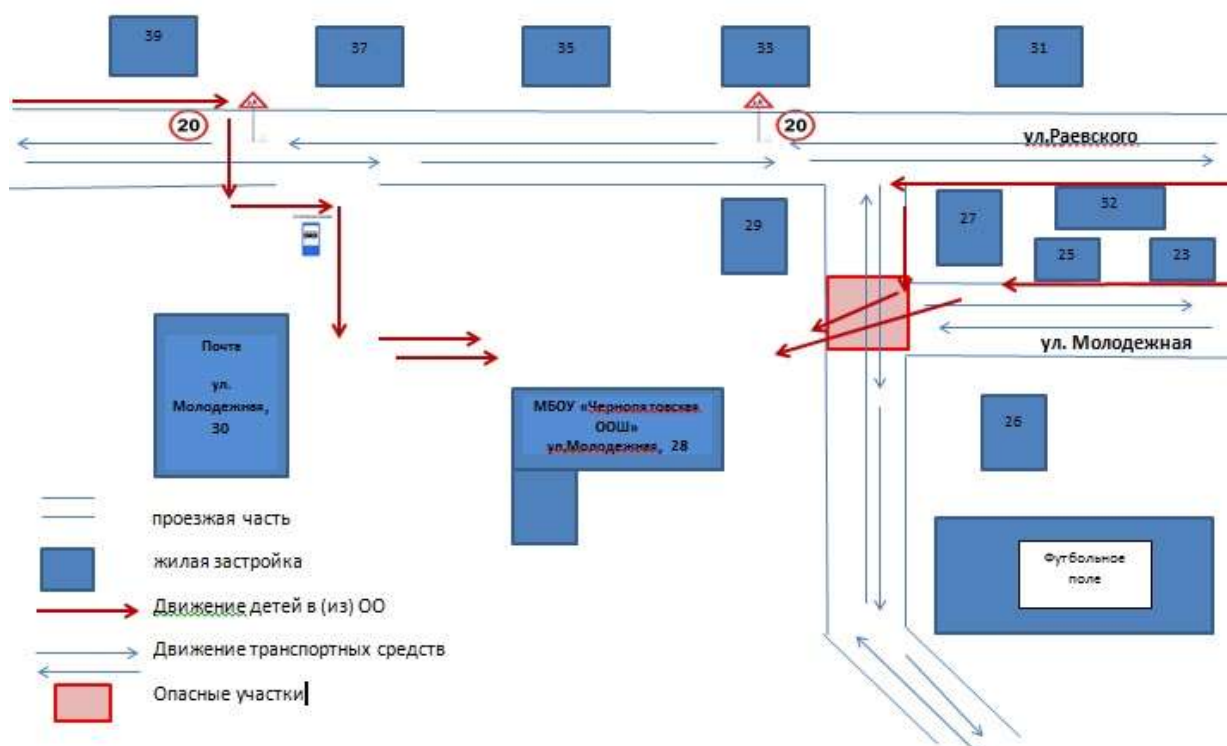 39
37
35
33
31
20
20
ул.Раевского
29
27
32
25
23
Почта
ул.
Молодежная,
30
МБОУ «Чернопятовская
ООШ»
ул.Молодежная, 28
ул. Молодежная
26
Футбольное
поле
проезжая часть
жилая застройка
Движение детей в (из) ОО
Движение транспортных средств
Опасные участки